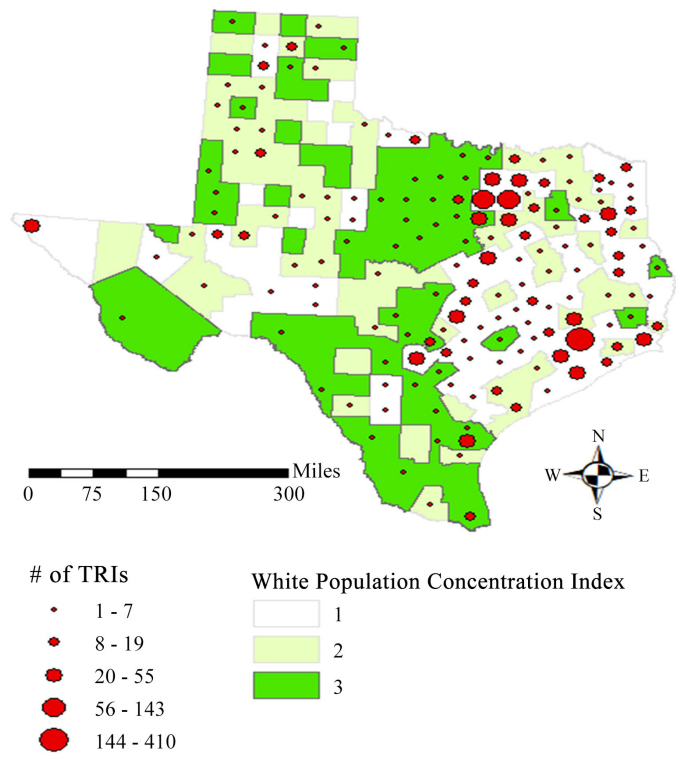 N
W E
S
Miles
0 75 150 300
# of TRIs
1 - 7
8 - 19
20 - 55
56 - 143
144 - 410
White Population Concentration Index
1
2
3